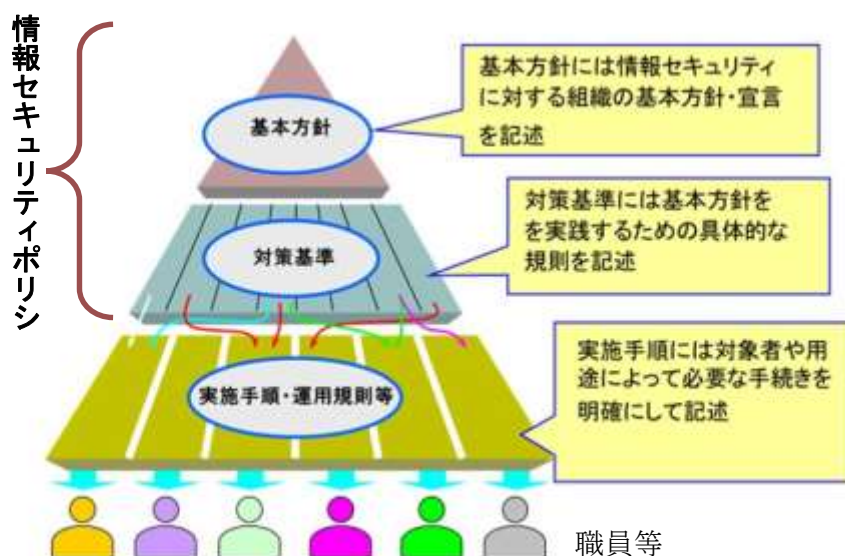 情報セキュリティポリシ
基本方針
基本方針には情報セキュリティ
に対する組織の基本方針・宣言
を記述
対策基準
対策基準には基本方針を
を実践するための具体的な
規則を記述
実施手順・運用規則等
実施手順には対象者や用
途によって必要な手続きを
明確にして記述
職員等